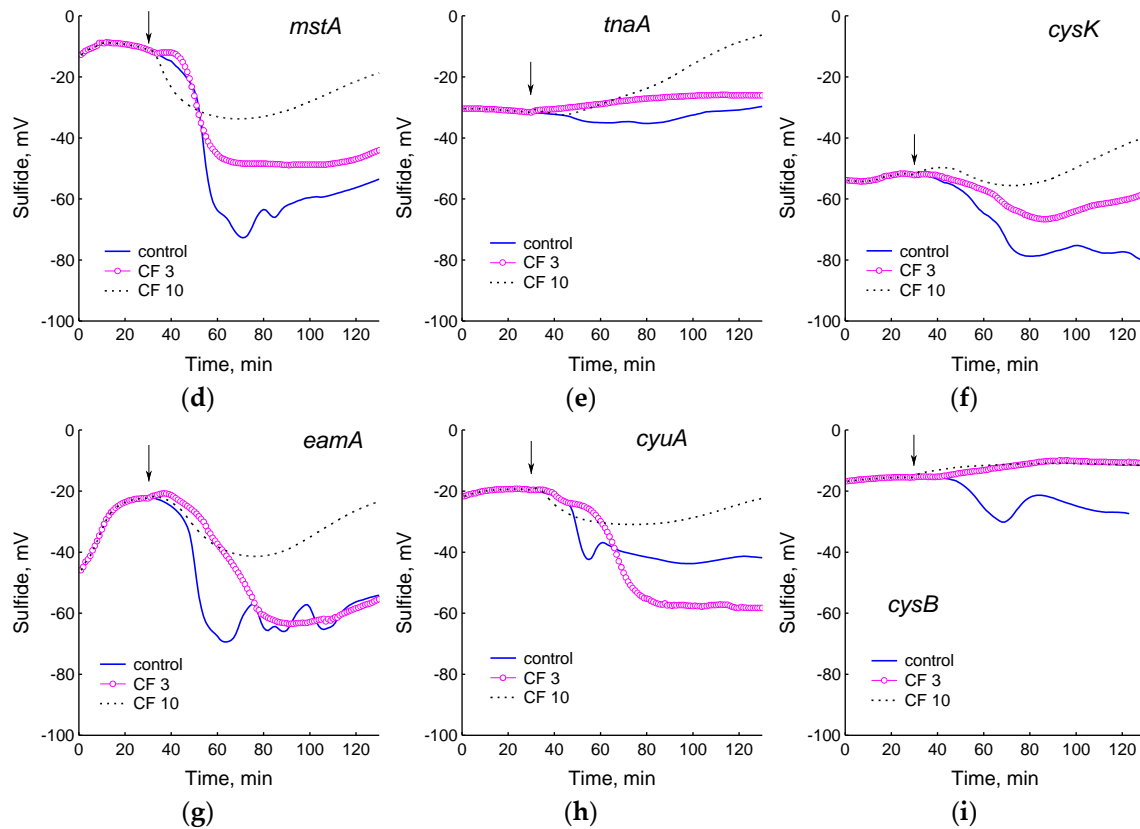 mstA
0
-20
-40
-60
-80
-100
Sulfide, mV
control
CF 3
CF 10
0 20 40 60 80 100 120
Time, min
(d)
tnaA
0
-20
-40
-60
-80
-100
Sulfide, mV
control
CF 3
CF 10
0 20 40 60 80 100 120
Time, min
(e)
cysK
0
-20
-40
-60
-80
-100
Sulfide, mV
control
CF 3
CF 10
0 20 40 60 80 100 120
Time, min
(f)
eamA
0
-20
-40
-60
-80
-100
Sulfide, mV
control
CF 3
CF 10
0 20 40 60 80 100 120
Time, min
(g)
cyuA
0
-20
-40
-60
-80
-100
Sulfide, mV
control
CF 3
CF 10
0 20 40 60 80 100 120
Time, min
(h)
0
-20
-40
-60
-80
-100
Sulfide, mV
cysB
control
CF 3
CF 10
0 20 40 60 80 100 120
Time, min
(i)